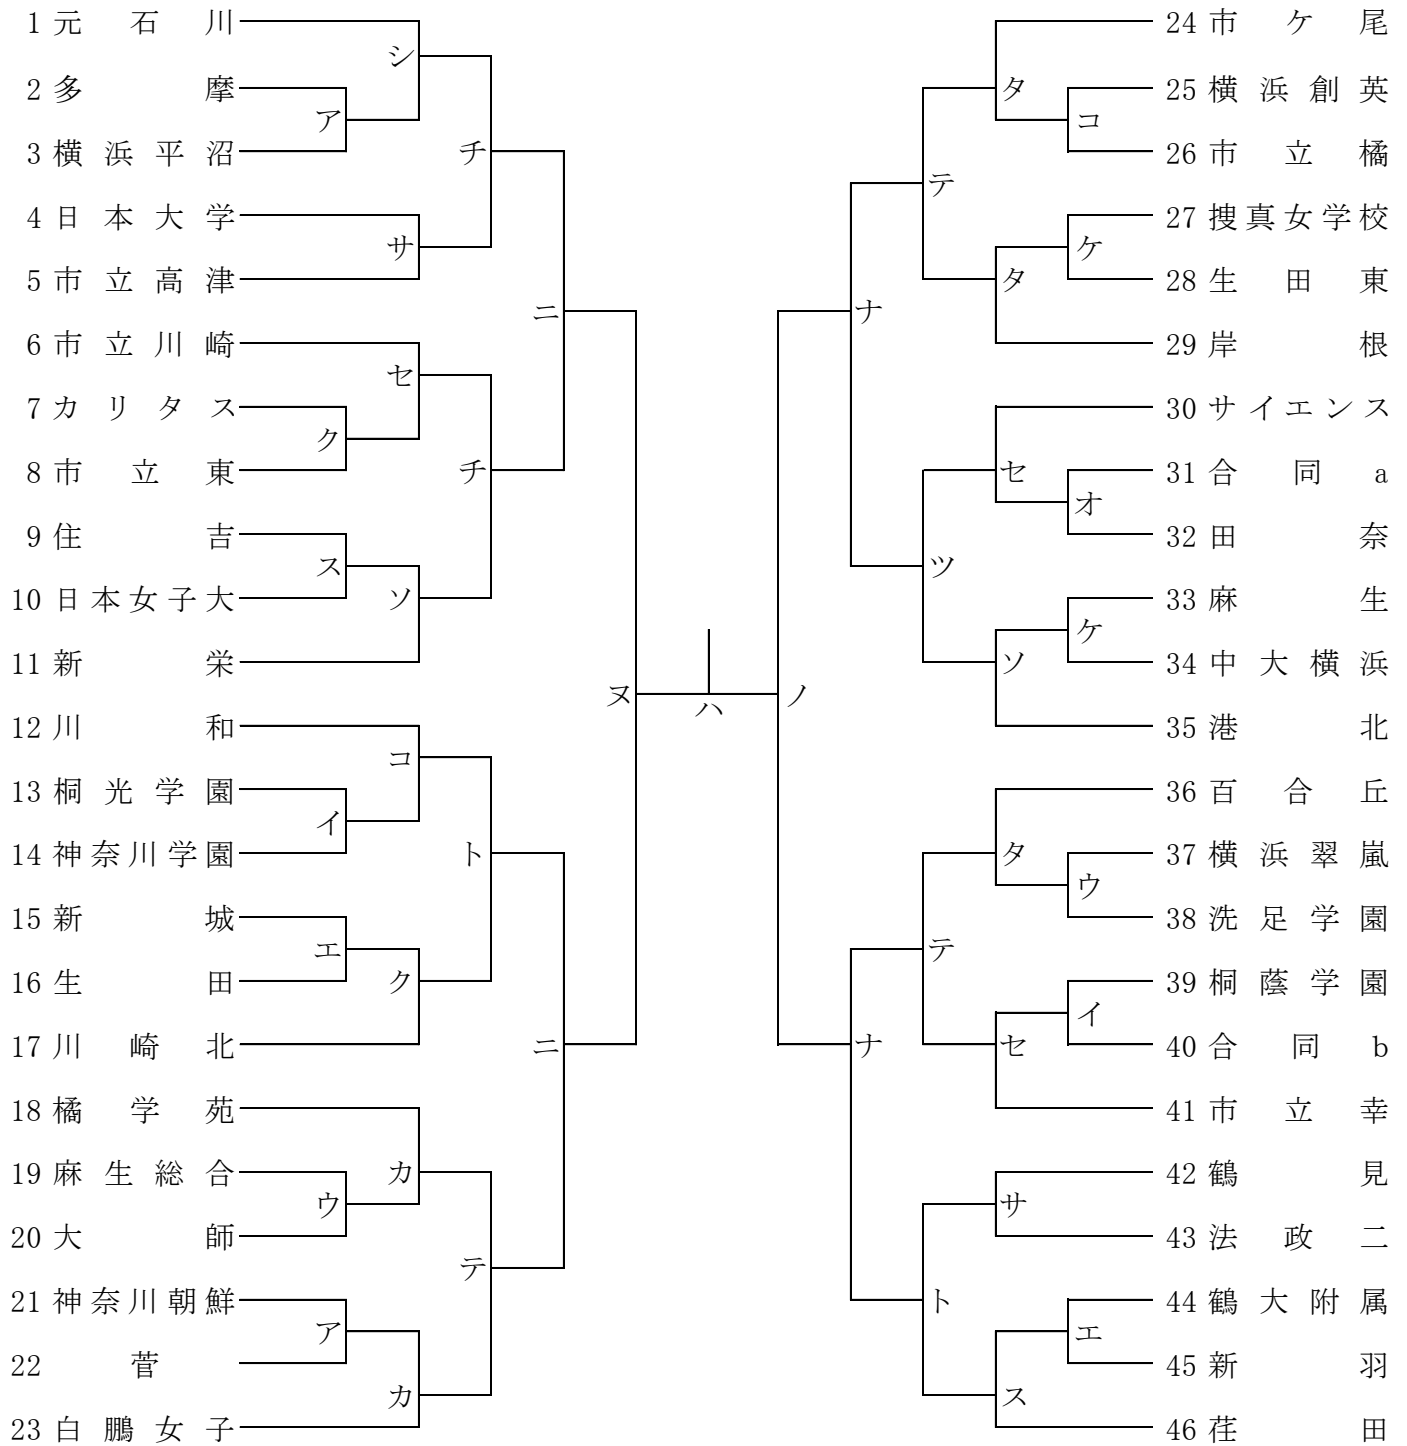 1 元石川
シ
2 多摩
ア
3 横浜平沼
チ
4 日本大学
サ
5 市立高津
ニ
6 市立川崎
セ
7 カリタス
ク
8 市立東
チ
9 住吉
ス
10 日本女子大
ソ
11 新栄
ヌ
12 川和
コ
13 桐光学園
イ
14 神奈川学園
ト
15 新城
エ
16 生田
ク
17 川崎北
ニ
18 橘学苑
カ
19 麻生総合
ウ
20 大師
テ
21 神奈川朝鮮
ア
22 菅
カ
23 白鵬女子
ハ
24 市ケ尾
タ
25 横浜創英
コ
26 市立橘
テ
27 捜真女学校
ケ
28 生田東
タ
29 岸根
ナ
30 サイエンス
セ
31 合同a
オ
32 田奈
ツ
33 麻生
ケ
34 中大横浜
ソ
35 港北
ノ
36 百合丘
タ
37 横浜翠嵐
ウ
38 洗足学園
テ
39 桐蔭学園
イ
40 合同b
セ
41 市立幸
ナ
42 鶴見
サ
43 法政二
ト
44 鶴大附属
エ
45 新羽
ス
46 荏田